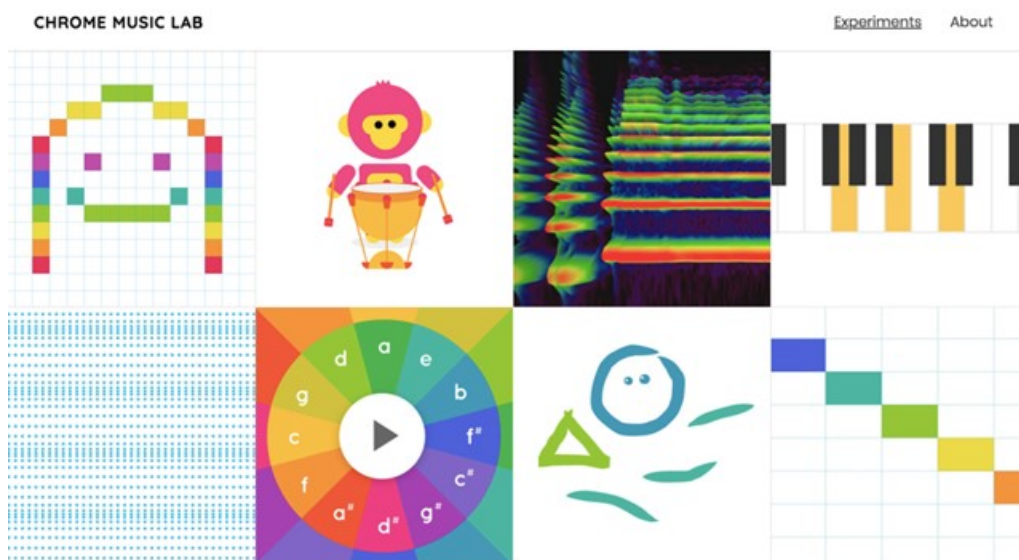 CHROME MUSIC LAB
Experiments About
a
d e
g b
c f#
f c#
a# g#
d#